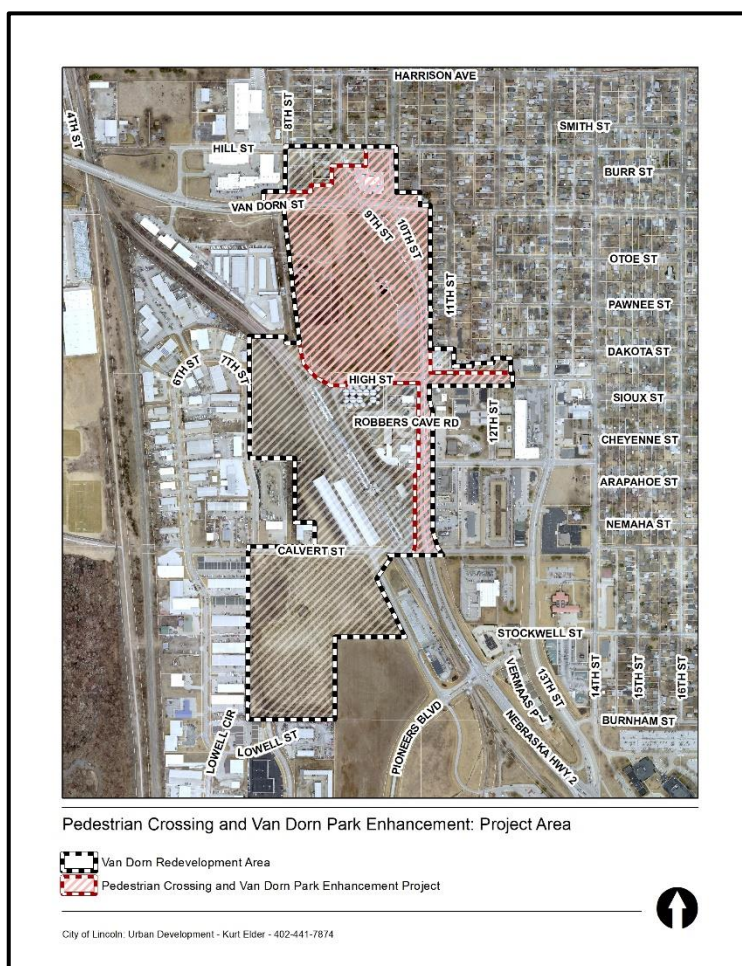 HARRISON AVE
4TH ST
8TH ST
SMITH ST
HILL ST
BURR ST
VAN DORN ST
9TH ST
10TH ST
11TH ST
OTOE ST
PAWNEE ST
6TH ST
7TH ST
DAKOTA ST
HIGH ST
12TH ST
SIOUX ST
ROBBERS CAVE RD
CHEYENNE ST
ARAPAHOE ST
NEMAHA ST
CALVERT ST
STOCKWELL ST
VERMAAS PL
13TH ST
14TH ST
15TH ST
16TH ST
LOWELL CIR
LOWELL ST
PIONEERS BLVD
NEBRASKA HWY 2
BURNHAM ST
Pedestrian Crossing and Van Dorn Park Enhancement: Project Area
Van Dorn Redevelopment Area
Pedestrian Crossing and Van Dorn Park Enhancement Project
City of Lincoln: Urban Development - Kurt Elder - 402-441-7874